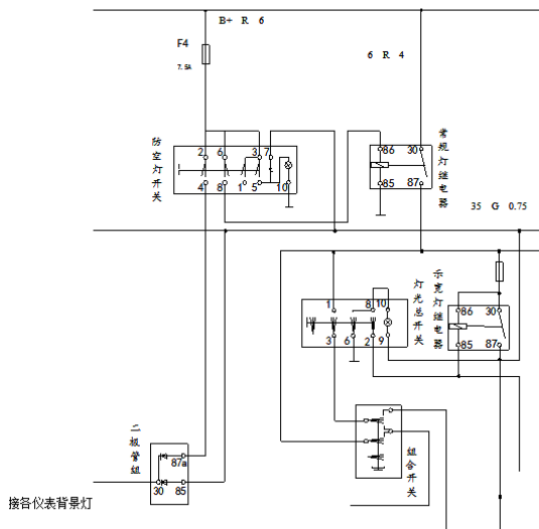 B+ R 6
F4
7.5A
6 R 4
防空灯开关
2 6 3 7
4 8 1 5 10
常规灯继电器
86 30
85 87
35 G 0.75
灯光总开关
1 8 10
3 6 2 9
示宽灯继电器
86 30
85 87
二极管组
87a
30 85
组合开关
接各仪表背景灯